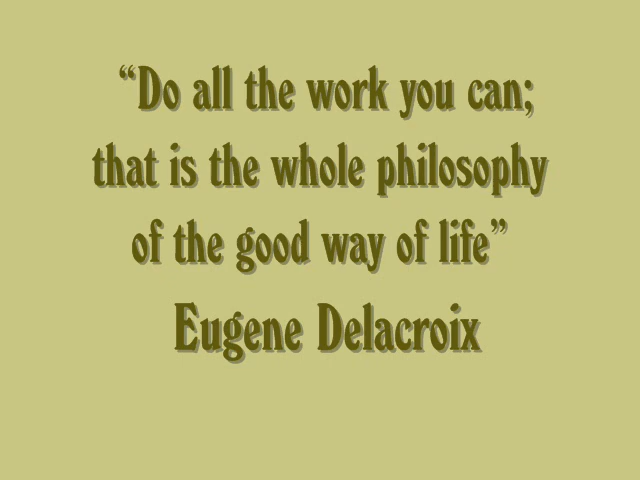 “Do all the work you can;
that is the whole philosophy
of the good way of life”
Eugene Delacroix